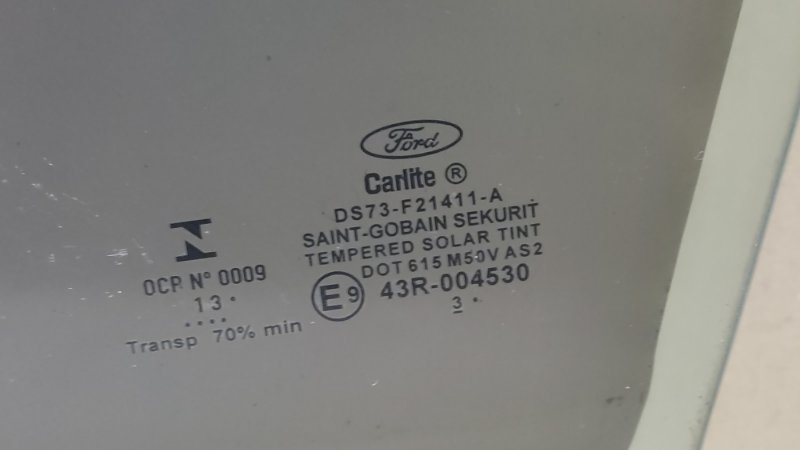 Ford
Carlite ®
DS73-F21411-A
SAINT-GOBAIN SEKURIT
TEMPERED SOLAR TINT
DOT 615 M50V AS2
E9 43R-004530
3 .
N
OCP N° 0009
13 .
....
Transp 70% min